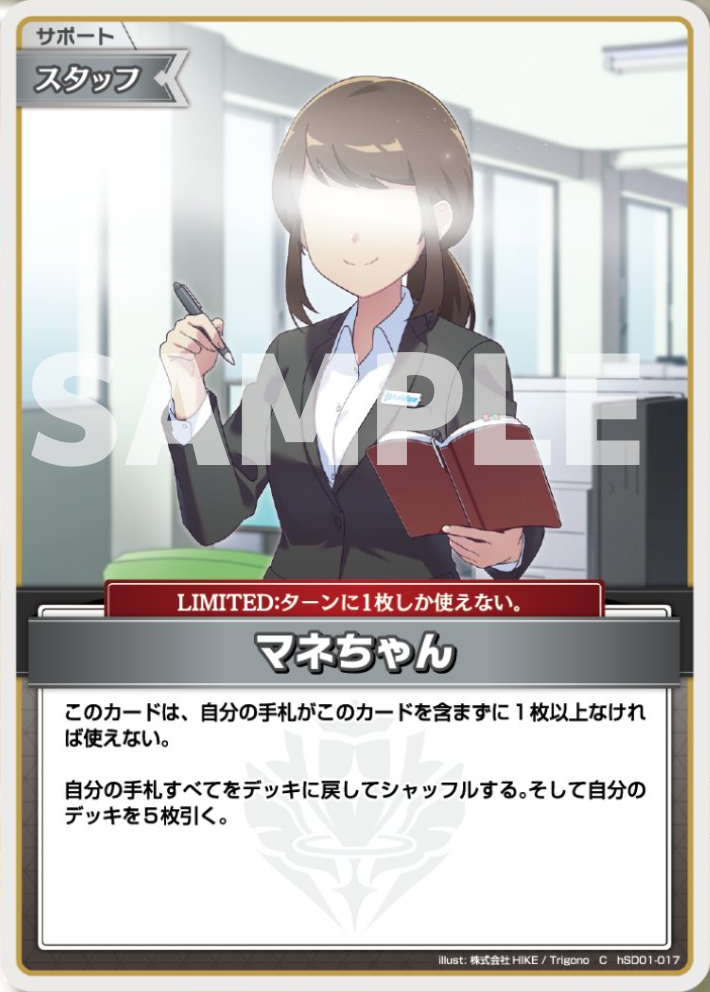 サポート
スタッフ
SAMPLE
LIMITED:ターンに1枚しか使えない。
マネちゃん
このカードは、自分の手札がこのカードを含まずに1枚以上なけれ
ば使えない。
自分の手札すべてをデッキに戻してシャッフルする。そして自分の
デッキを5枚引く。
illust: 株式会社HIKE / Trigono C hSD01-017